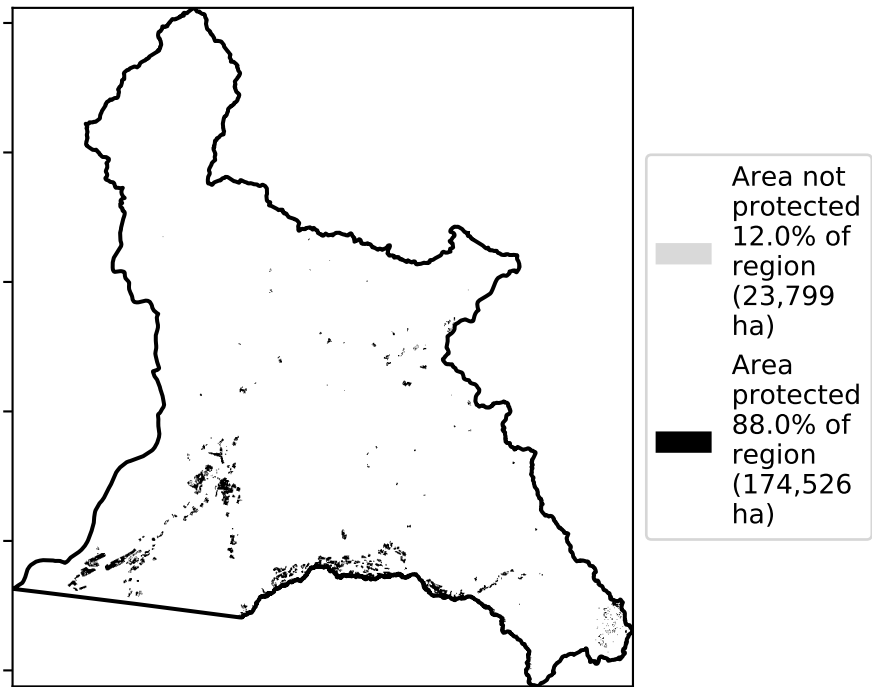 Area not
protected
12.0% of
region
(23,799
ha)
Area
protected
88.0% of
region
(174,526
ha)